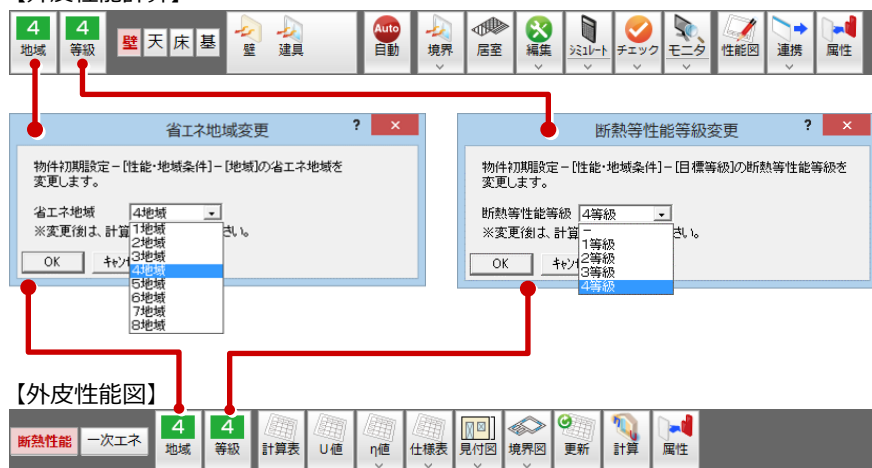 【外皮性能計算】
4 地域
4 等級
壁 天 床 基
壁
建具
Auto 自動
境界
居室
編集
ｼﾐｭﾚｰﾄ
チェック
モニタ
性能図
連携
属性
省エネ地域変更 ? ×
物件初期設定－[性能・地域条件]－[地域]の省エネ地域を
変更します。
省エネ地域 4地域
※変更後は、計算 さい。
1地域
2地域
3地域
4地域
5地域
6地域
7地域
8地域
OK ｷｬﾝｾ
断熱等性能等級変更 ? ×
物件初期設定－[性能・地域条件]－[目標等級]の断熱等性能等級を
変更します。
断熱等性能等級 4等級
※変更後は、計算 さい。
－
1等級
2等級
3等級
4等級
OK ｷｬﾝｾ
【外皮性能図】
断熱性能 一次エネ
4 地域
4 等級
計算表
U値
η値
仕様表
見付図
境界図
更新
計算
属性